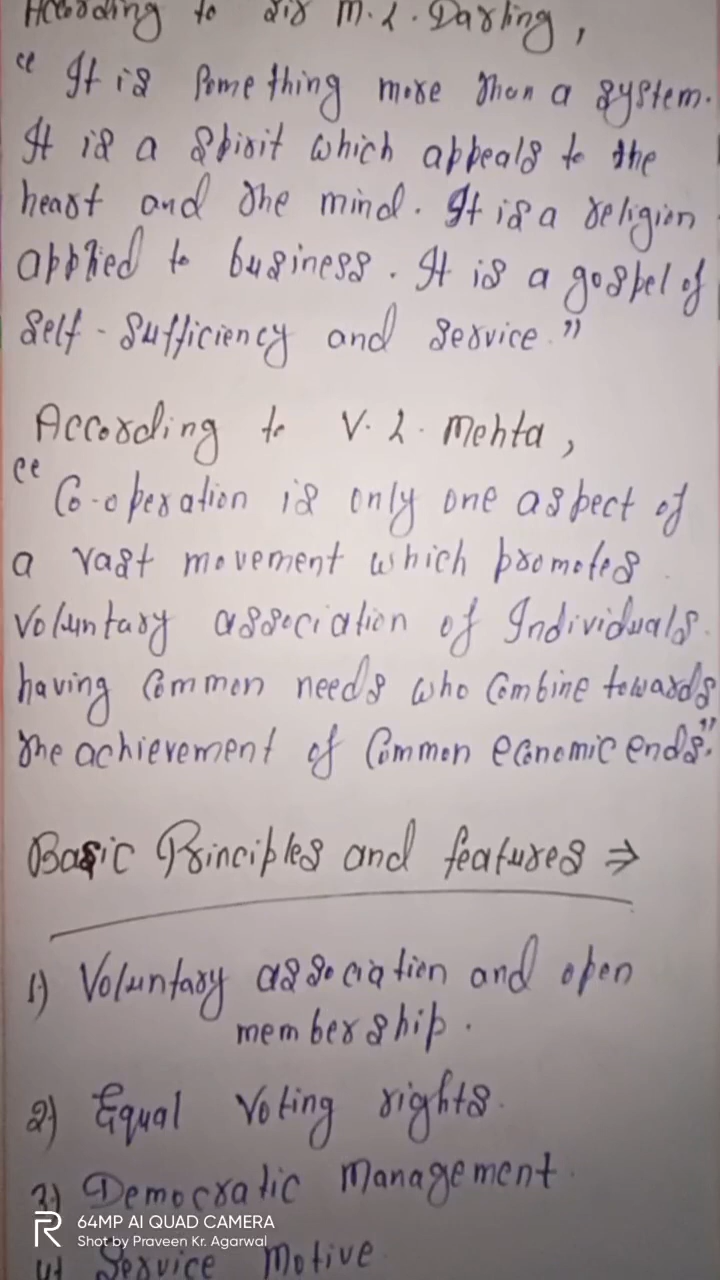 According to Sir M.L. Darling,
“ It is something more than a system.
It is a spirit which appeals to the
heart and the mind. It is a religion
applied to business. It is a gospel of
self-sufficiency and service.”
According to V.L. Mehta,
“ Co-operation is only one aspect of
a vast movement which promotes
voluntary association of Individuals
having common needs who combine towards
the achievement of common economic ends.”
Basic Principles and features ⇒
1) Voluntary association and open
membership.
2) Equal Voting rights.
3) Democratic Management.
4) Service Motive
64MP AI QUAD CAMERA
Shot by Praveen Kr. Agarwal